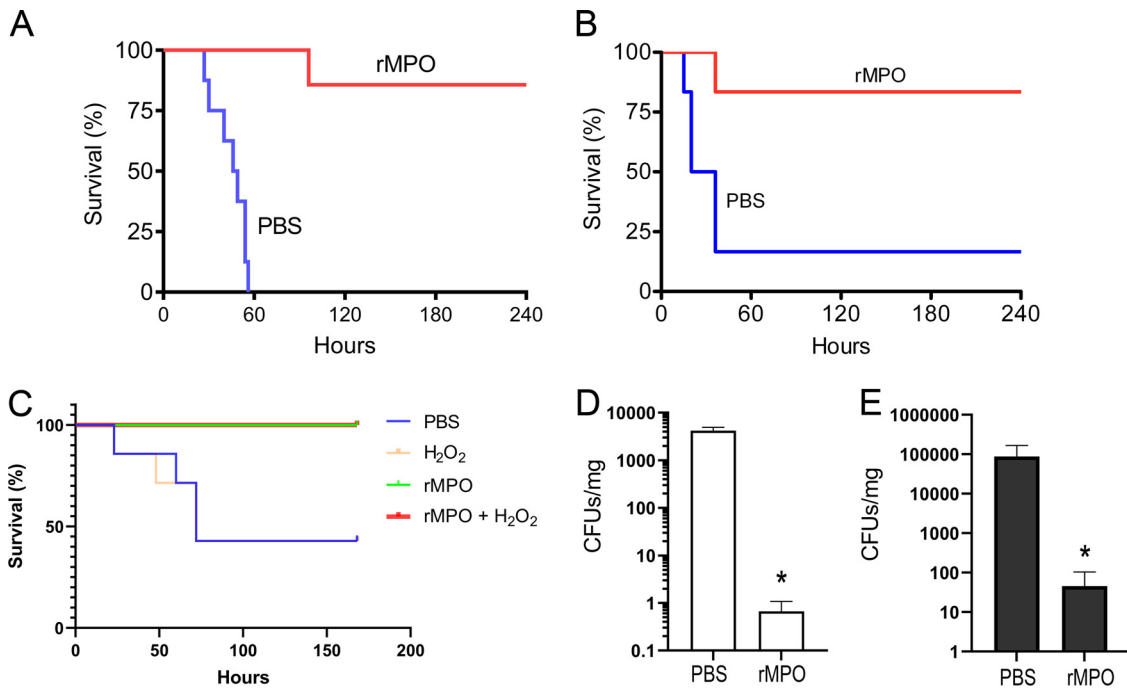 A
100
75
50
25
0
Survival (%)
rMPO
PBS
0 60 120 180 240
Hours
B
100
75
50
25
0
Survival (%)
rMPO
PBS
0 60 120 180 240
Hours
C
100
50
0
Survival (%)
0 50 100 150 200
Hours
PBS
H₂O₂
rMPO
rMPO + H₂O₂
D
10000
1000
100
10
1
0.1
CFUs/mg
*
PBS rMPO
E
1000000
100000
10000
1000
100
10
1
CFUs/mg
*
PBS rMPO